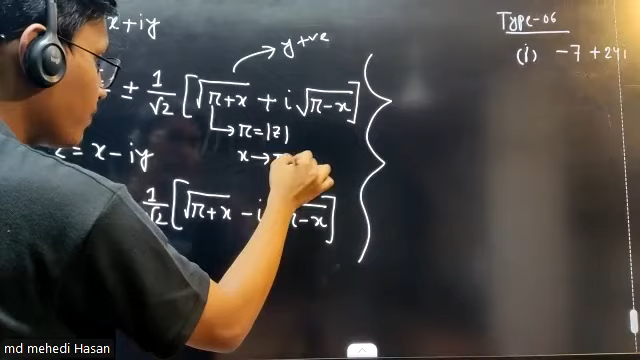 x+iy
Type-06
(i) -7 + 24i
y +ve
± 1/√2 [√r+x + i √r-x]
r = |z|
= x - iy
x →
1/√2 [√r+x - i √r-x]
md mehedi Hasan